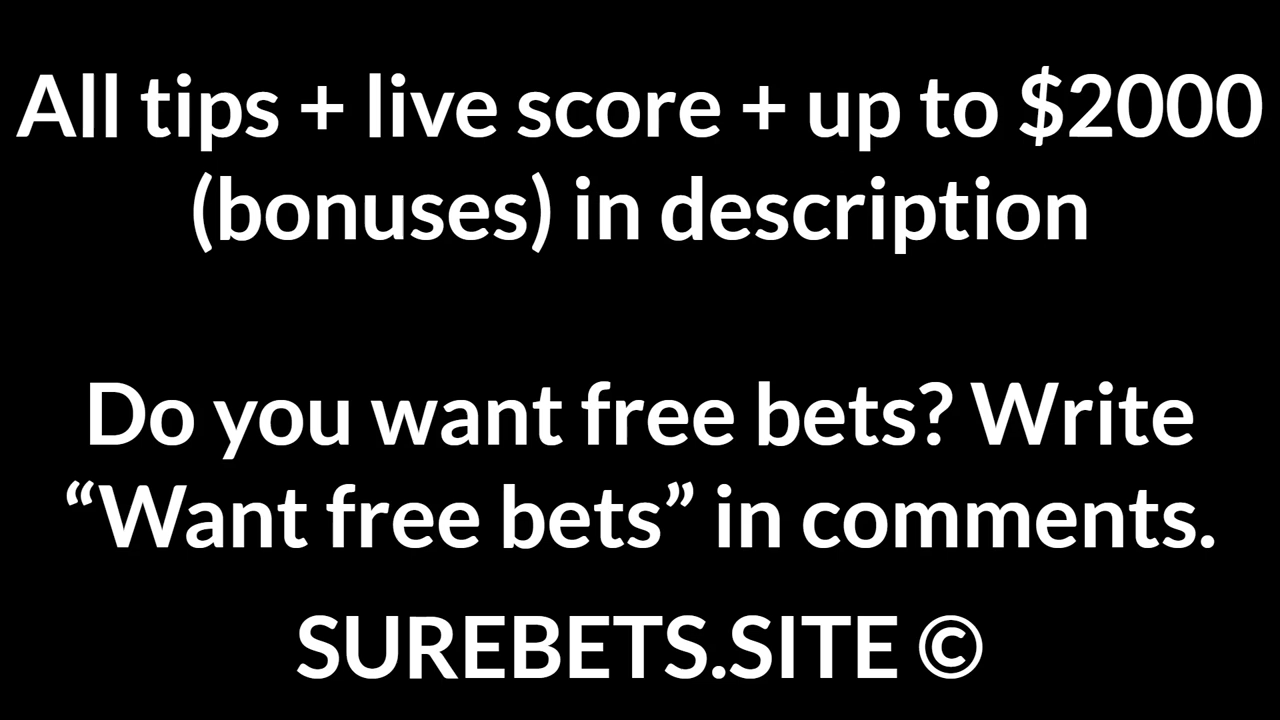 All tips + live score + up to $2000
(bonuses) in description
Do you want free bets? Write
“Want free bets” in comments.
SUREBETS.SITE ©